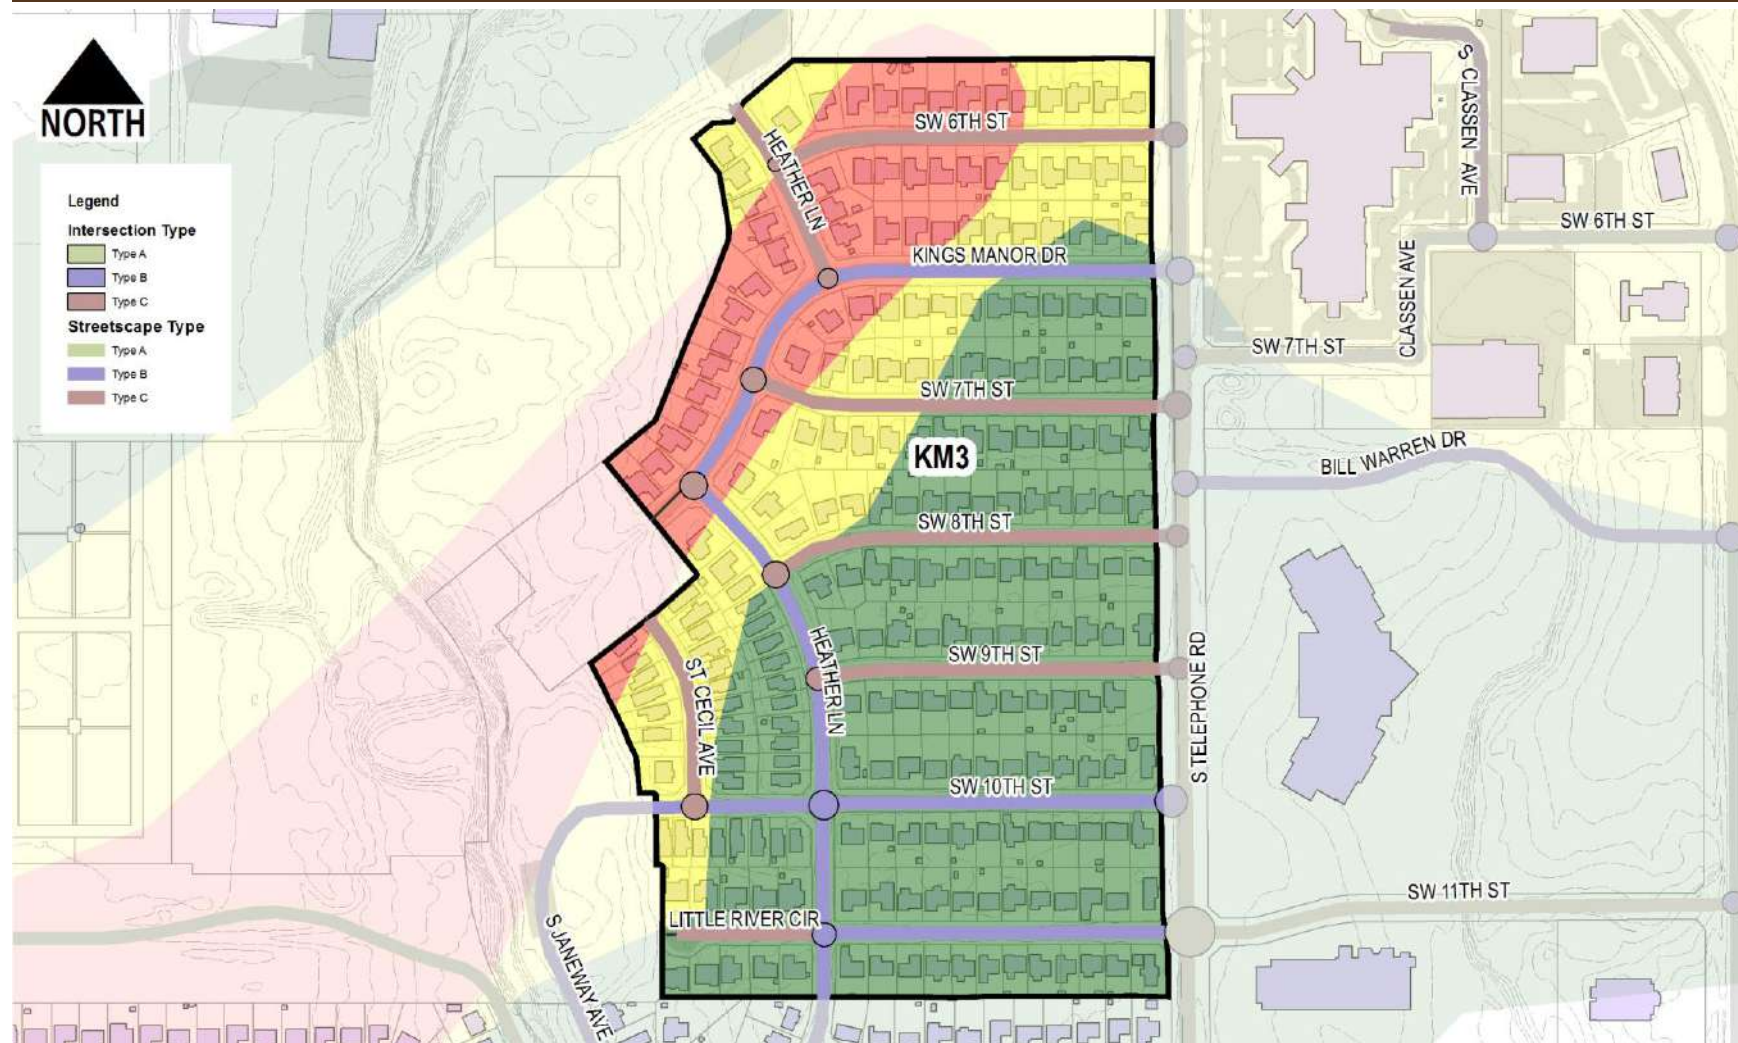 NORTH
Legend
Intersection Type
Type A
Type B
Type C
Streetscape Type
Type A
Type B
Type C
HEATHER LN
SW 6TH ST
KINGS MANOR DR
SW 7TH ST
KM3
SW 8TH ST
HEATHER LN
SW 9TH ST
ST CECIL AVE
SW 10TH ST
LITTLE RIVER CIR
S JANEWAY AVE
S TELEPHONE RD
S CLASSEN AVE
SW 6TH ST
CLASSEN AVE
SW 7TH ST
BILL WARREN DR
SW 11TH ST